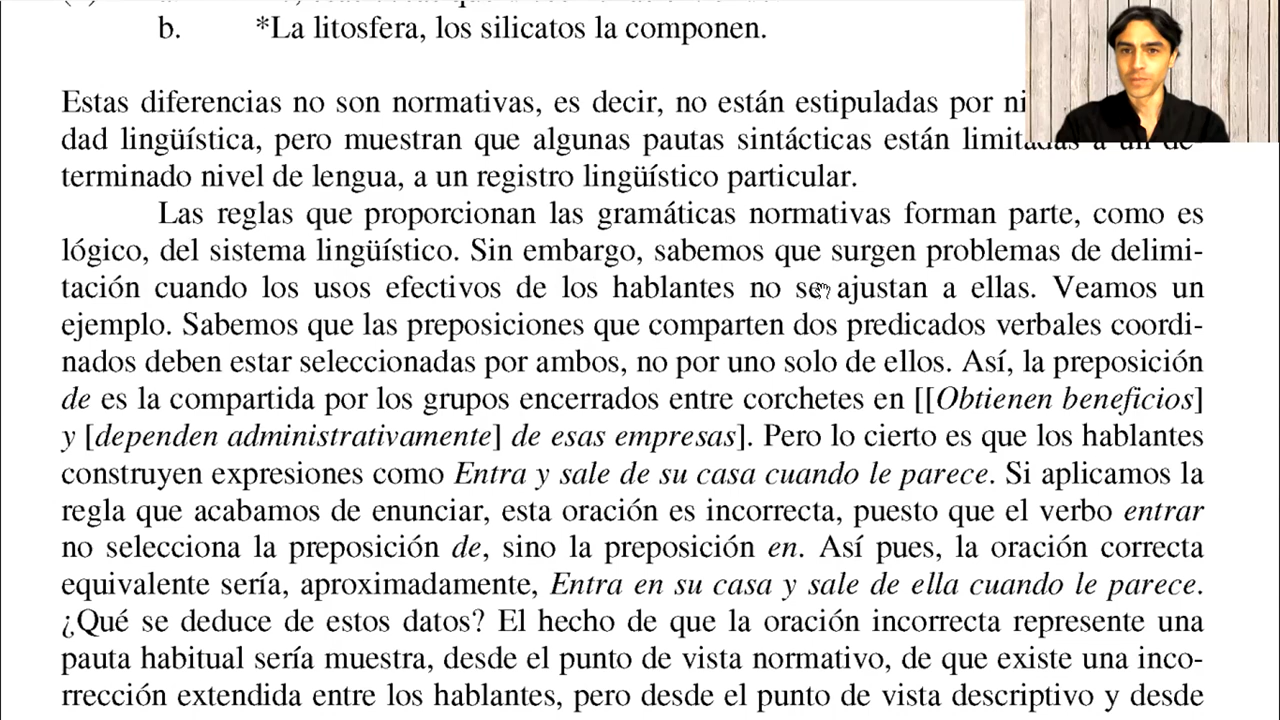 b. *La litosfera, los silicatos la componen.
Estas diferencias no son normativas, es decir, no están estipuladas por
dad lingüística, pero muestran que algunas pautas sintácticas están limitadas a un de-
terminado nivel de lengua, a un registro lingüístico particular.
Las reglas que proporcionan las gramáticas normativas forman parte, como es
lógico, del sistema lingüístico. Sin embargo, sabemos que surgen problemas de delimi-
tación cuando los usos efectivos de los hablantes no se ajustan a ellas. Veamos un
ejemplo. Sabemos que las preposiciones que comparten dos predicados verbales coordi-
nados deben estar seleccionadas por ambos, no por uno solo de ellos. Así, la preposición
de es la compartida por los grupos encerrados entre corchetes en [[Obtienen beneficios]
y [dependen administrativamente] de esas empresas]. Pero lo cierto es que los hablantes
construyen expresiones como Entra y sale de su casa cuando le parece. Si aplicamos la
regla que acabamos de enunciar, esta oración es incorrecta, puesto que el verbo entrar
no selecciona la preposición de, sino la preposición en. Así pues, la oración correcta
equivalente sería, aproximadamente, Entra en su casa y sale de ella cuando le parece.
¿Qué se deduce de estos datos? El hecho de que la oración incorrecta represente una
pauta habitual sería muestra, desde el punto de vista normativo, de que existe una inco-
rrección extendida entre los hablantes, pero desde el punto de vista descriptivo y desde